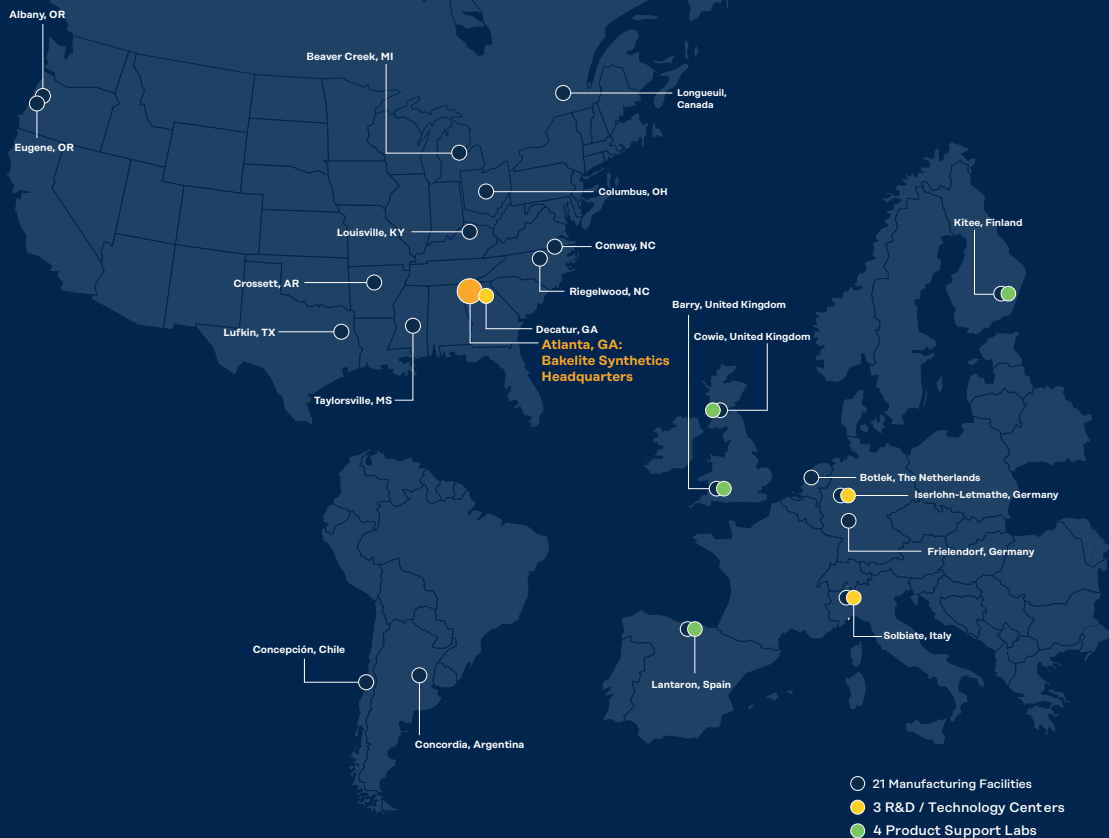 Albany, OR
Beaver Creek, MI
Longueuil,
Canada
Eugene, OR
Columbus, OH
Kitee, Finland
Louisville, KY
Conway, NC
Crossett, AR
Riegelwood, NC
Barry, United Kingdom
Lufkin, TX
Decatur, GA
Cowie, United Kingdom
Atlanta, GA:
Bakelite Synthetics
Headquarters
Taylorsville, MS
Botlek, The Netherlands
Iserlohn-Letmathe, Germany
Frielendorf, Germany
Solbiate, Italy
Concepción, Chile
Lantaron, Spain
Concordia, Argentina
21 Manufacturing Facilities
3 R&D / Technology Centers
4 Product Support Labs